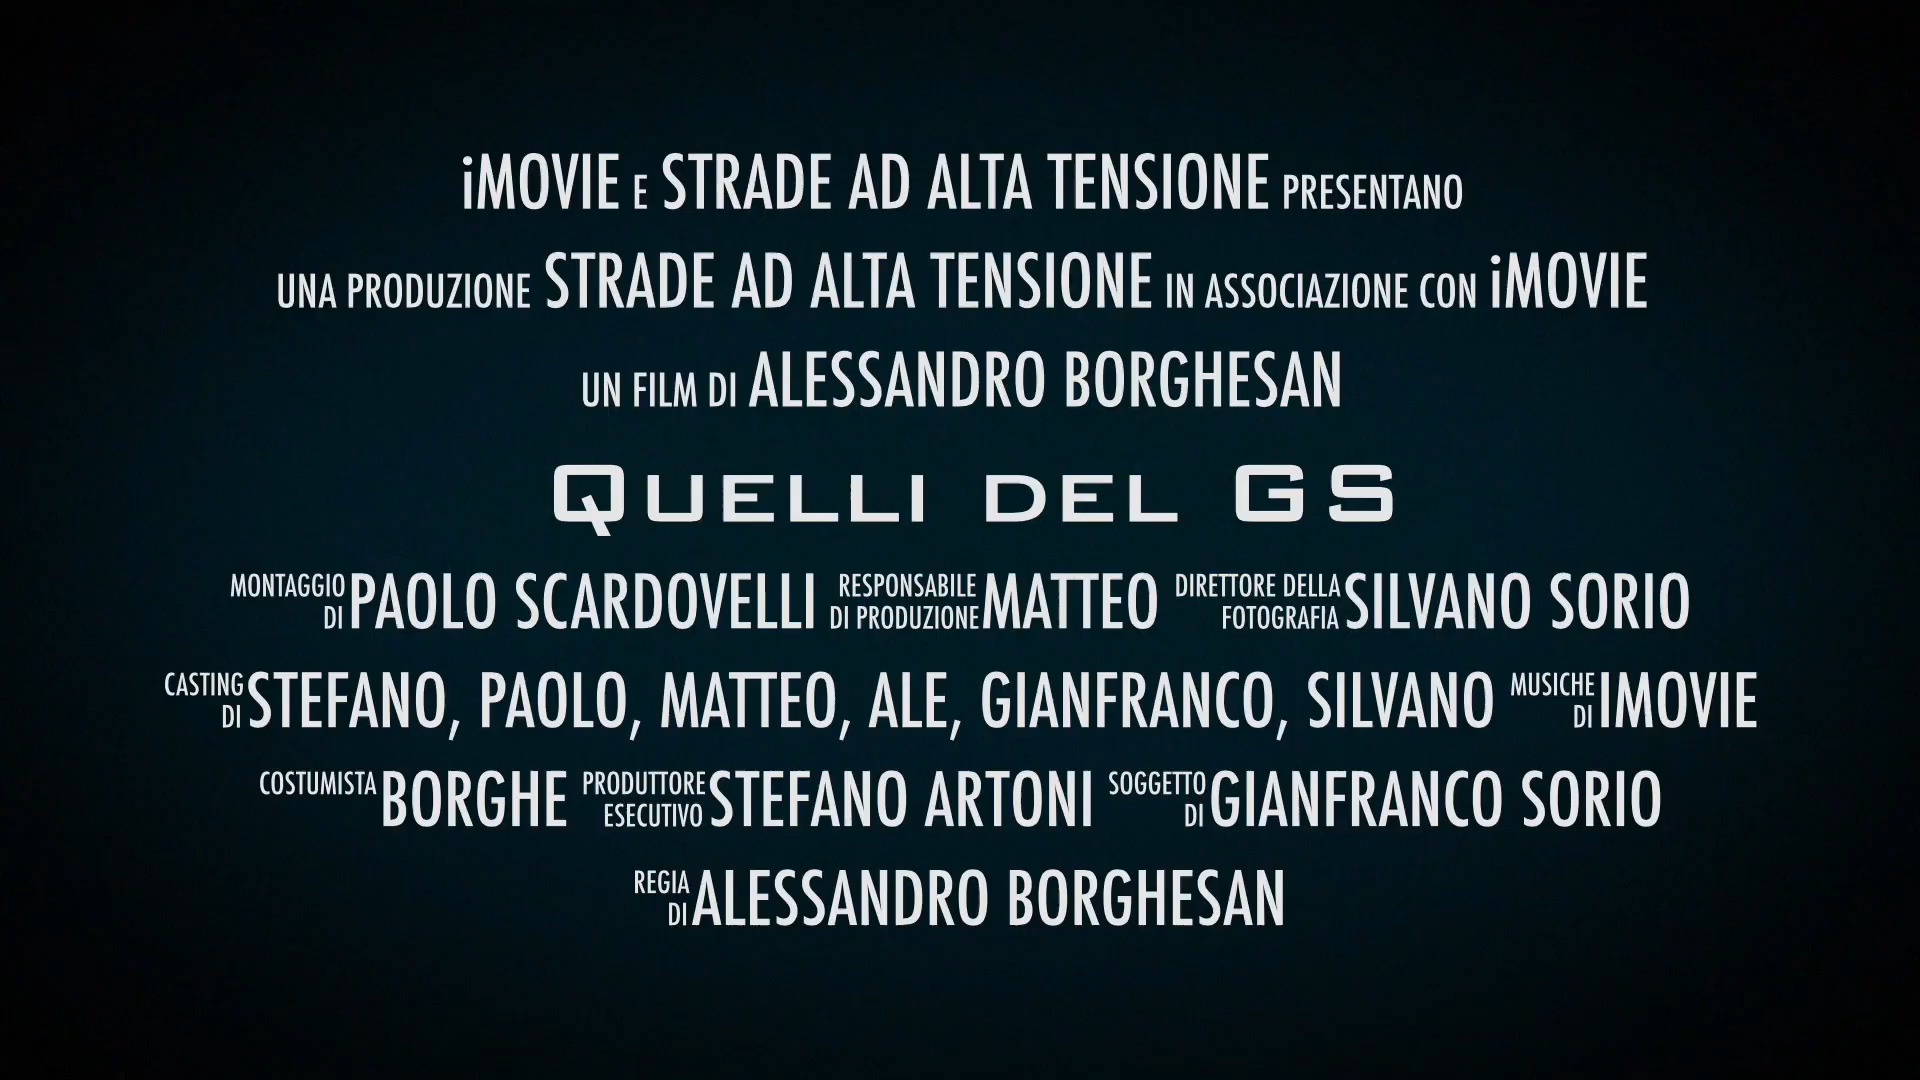 iMOVIE E STRADE AD ALTA TENSIONE PRESENTANO
UNA PRODUZIONE STRADE AD ALTA TENSIONE IN ASSOCIAZIONE CON iMOVIE
UN FILM DI ALESSANDRO BORGHESAN
QUELLI DEL GS
MONTAGGIO DI PAOLO SCARDOVELLI RESPONSABILE DI PRODUZIONE MATTEO DIRETTORE DELLA FOTOGRAFIA SILVANO SORIO
CASTING DI STEFANO, PAOLO, MATTEO, ALE, GIANFRANCO, SILVANO MUSICHE DI IMOVIE
COSTUMISTA BORGHE PRODUTTORE ESECUTIVO STEFANO ARTONI SOGGETTO DI GIANFRANCO SORIO
REGIA DI ALESSANDRO BORGHESAN